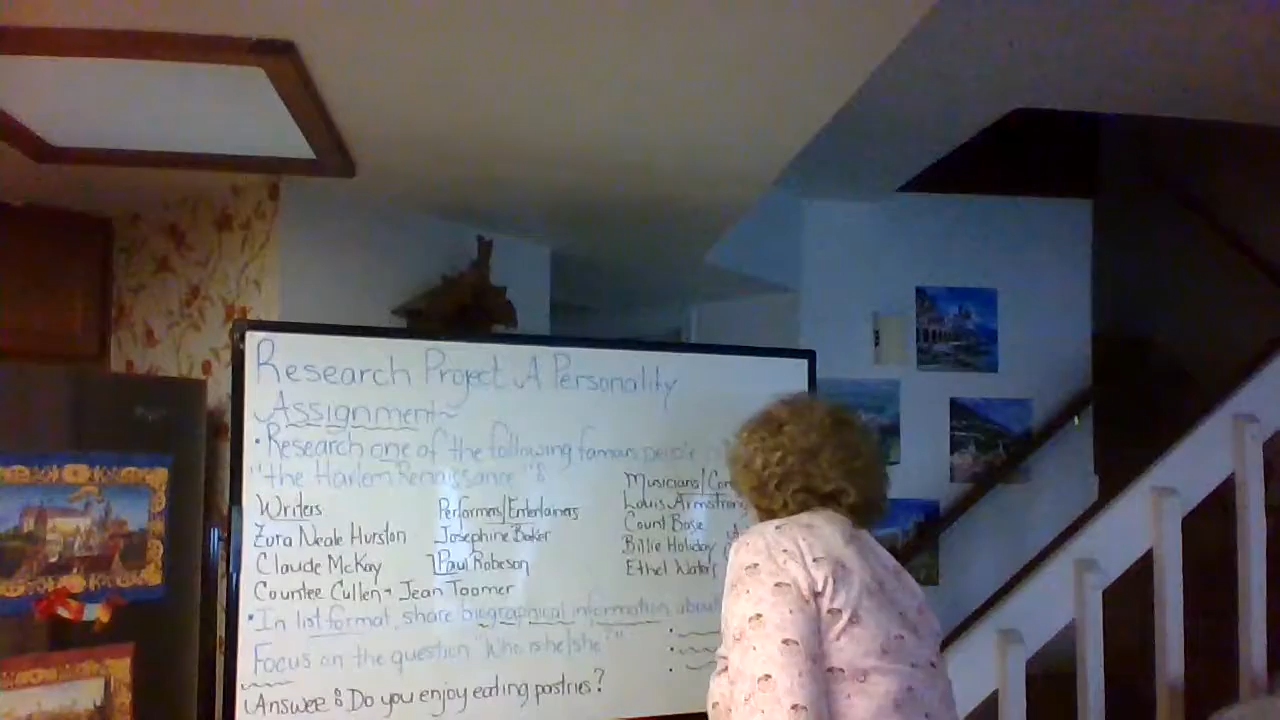 Research Project A Personality
Assignment~
• Research one of the following famous people
"the Harlem Renaissance":
Writers
Zora Neale Hurston
Claude McKay
Countee Cullen - Jean Toomer
Performers/Entertainers
Josephine Baker
Paul Robeson
Musicians/Com
Louis Armstrong
Count Basie
Billie Holiday
Ethel Waters
• In list format, share biographical information about
Focus on the question "Who is he/she?"
Answer: Do you enjoy eating pastries?